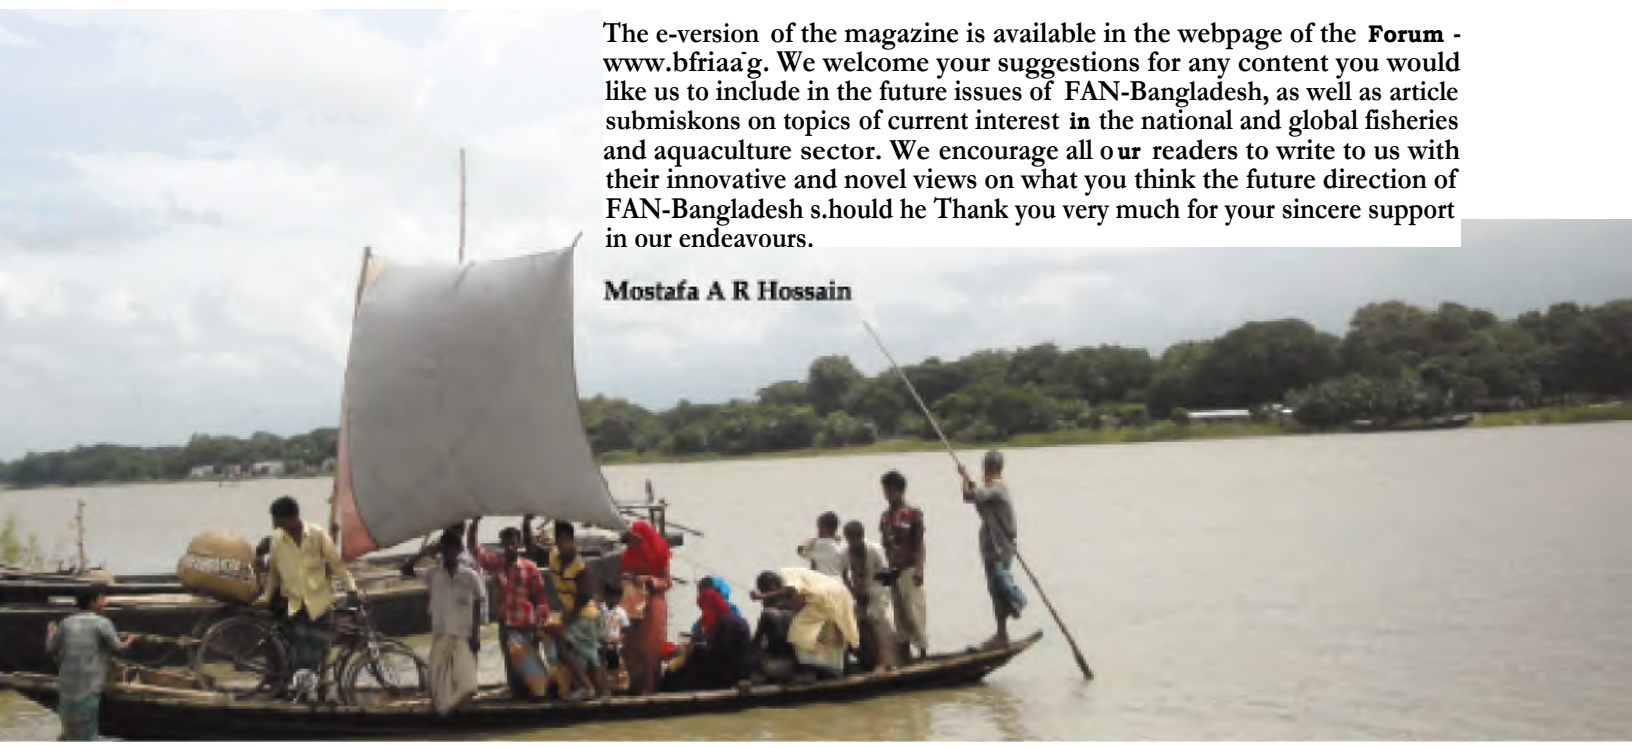 The e-version of the magazine is available in the webpage of the Forum -
www.bfriaa'g. We welcome your suggestions for any content you would
like us to include in the future issues of FAN-Bangladesh, as well as article
submiskons on topics of current interest in the national and global fisheries
and aquaculture sector. We encourage all our readers to write to us with
their innovative and novel views on what you think the future direction of
FAN-Bangladesh s.hould he Thank you very much for your sincere support
in our endeavours.
Mostafa A R Hossain